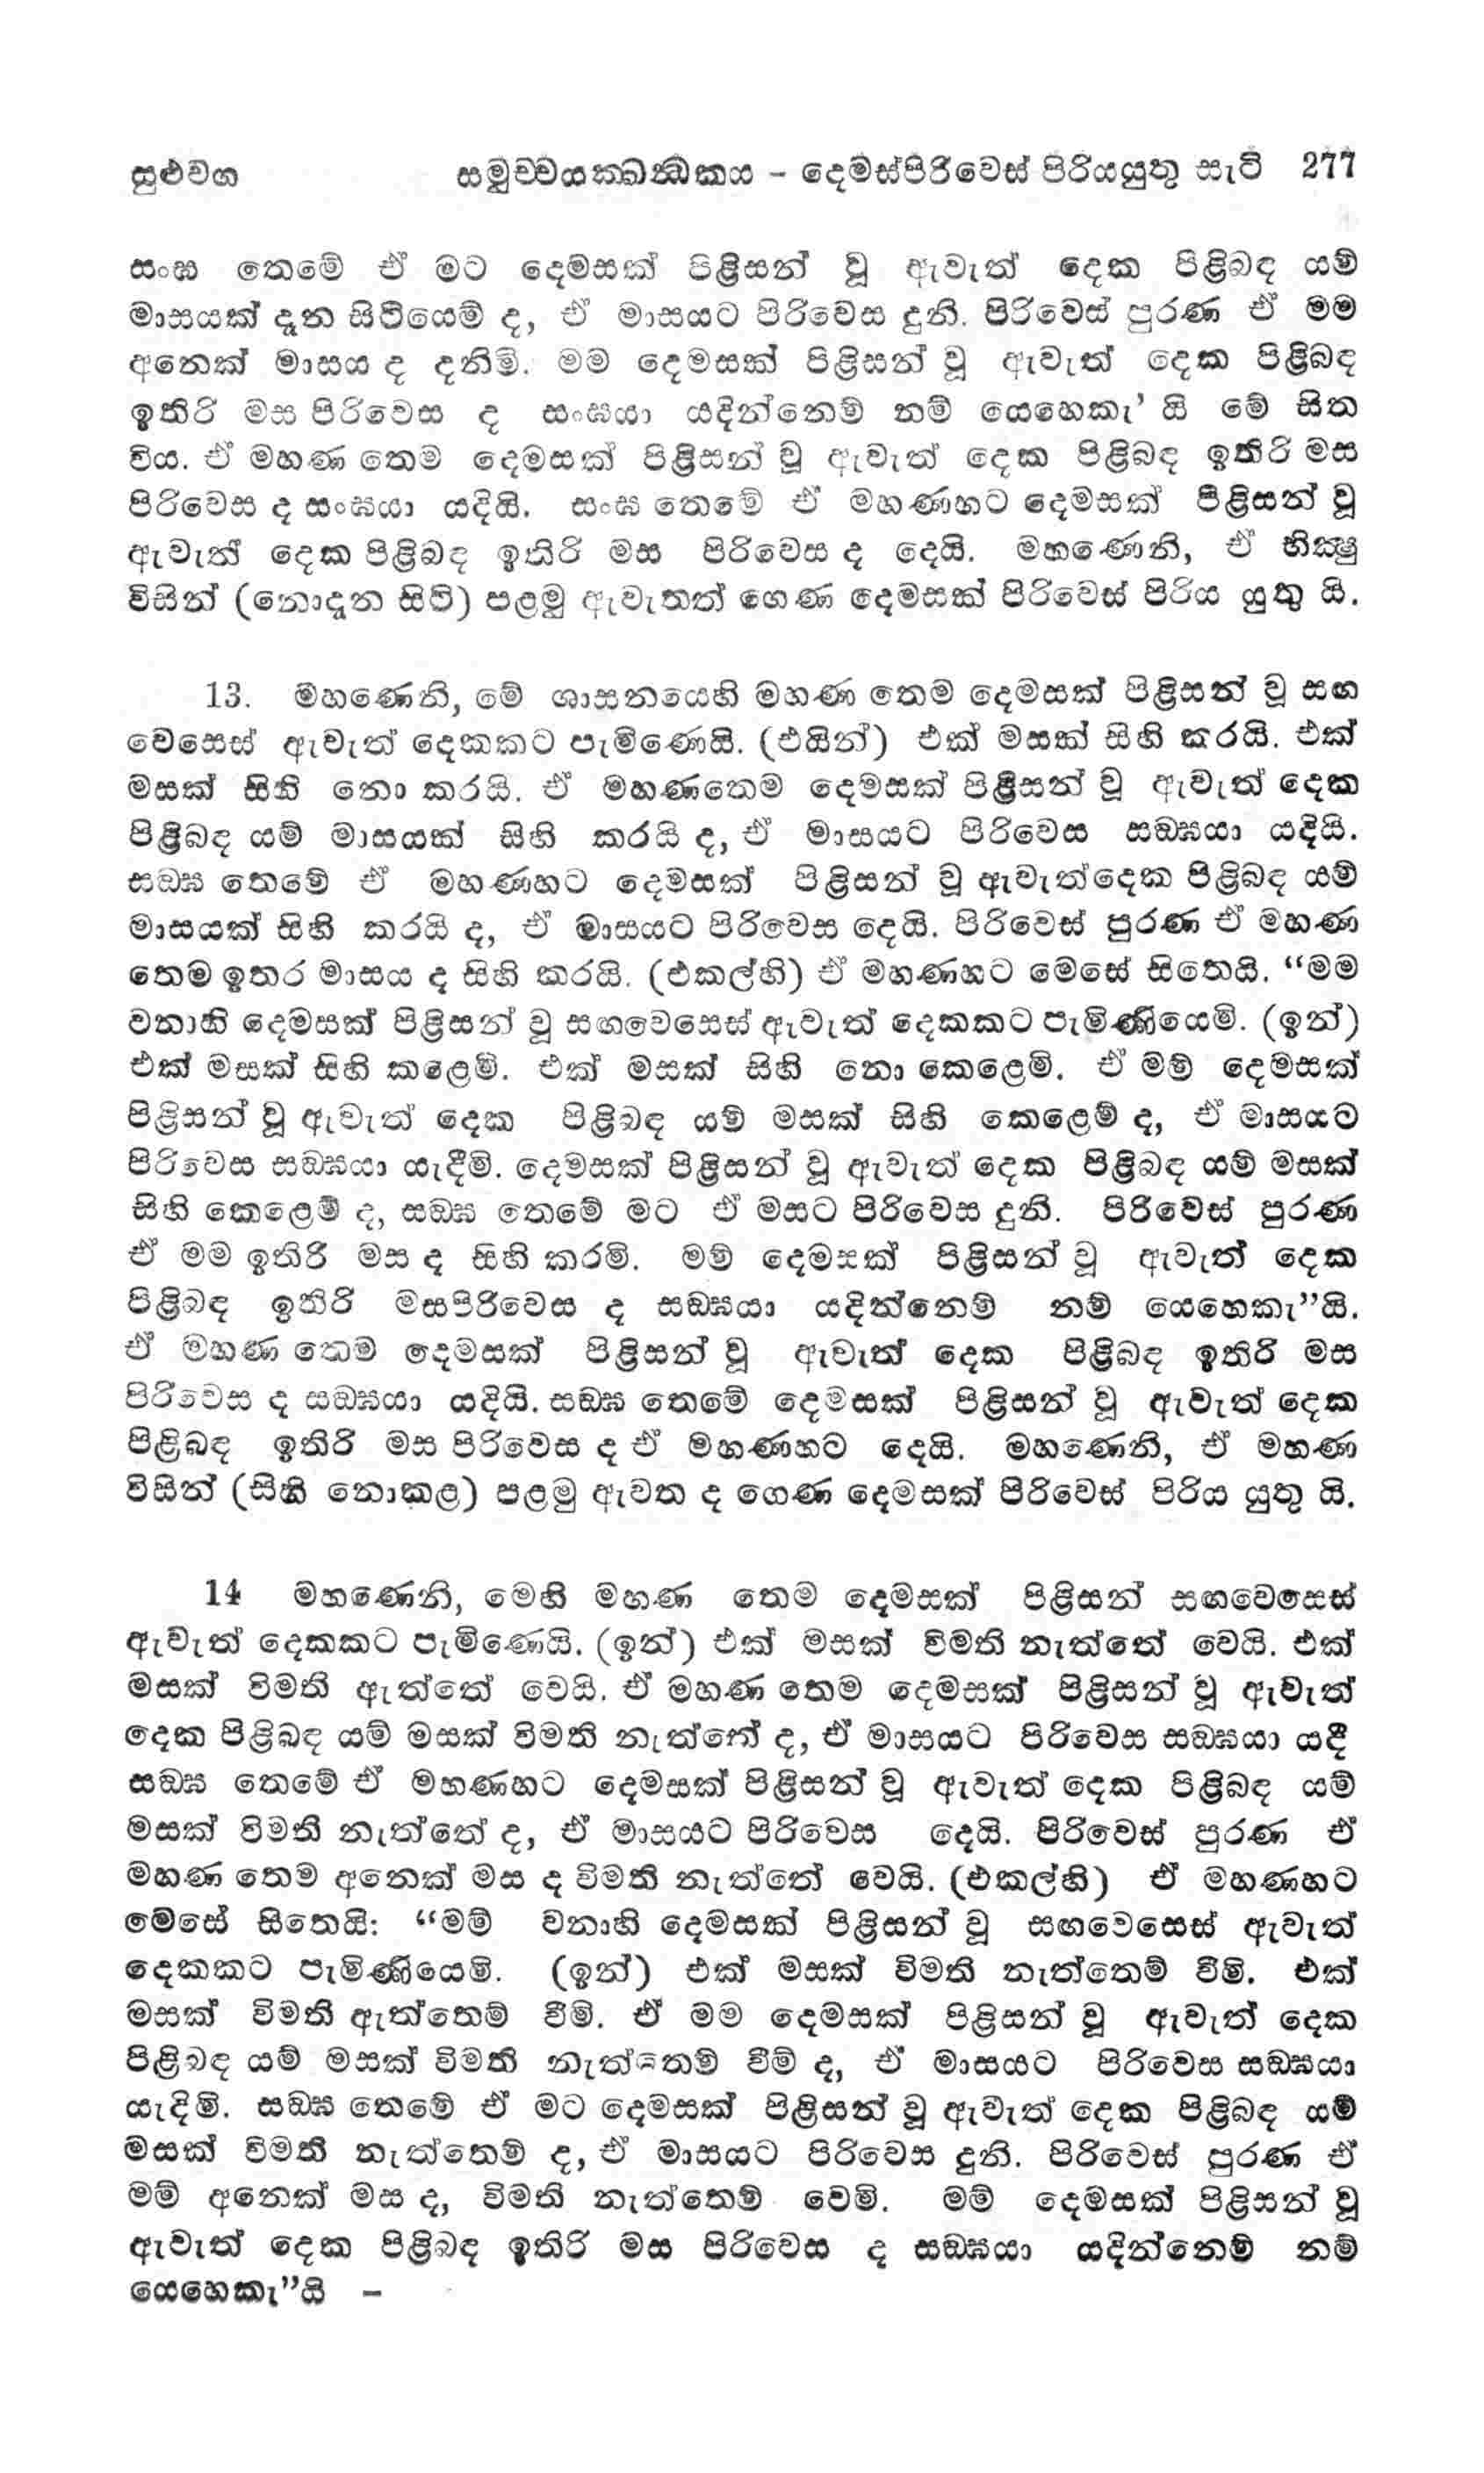 සුළුවග සමුච්චයක්ඛන්ධකය - දෙමස්පිරිවෙස් පිරියයුතු සැටි 277
සංඝ තෙමේ ඒ මට දෙමසක් පිළිසන් වූ ඇවැත් දෙක පිළිබඳ යම්
මාසයක් දැන සිටියෙම් ද, ඒ මාසයට පිරිවෙස දුනි. පිරිවෙස් පුරණ ඒ මම
අනෙක් මාසය ද දනිමි. මම දෙමසක් පිළිසන් වූ ඇවැත් දෙක පිළිබඳ
ඉතිරි මස පිරිවෙස ද සංඝයා යදින්නෙම් නම් යෙහෙකැ’ යි මේ සිත
විය. ඒ මහණ තෙම දෙමසක් පිළිසන් වූ ඇවැත් දෙක පිළිබඳ ඉතිරි මස
පිරිවෙස ද සංඝයා යදියි. සංඝ තෙමේ ඒ මහණහට දෙමසක් පිළිසන් වූ
ඇවැත් දෙක පිළිබඳ ඉතිරි මස පිරිවෙස ද දෙයි. මහණෙනි, ඒ භික්‍ෂු
විසින් (නොදැන සිටි) පළමු ඇවැතත් ගෙණ දෙමසක් පිරිවෙස් පිරිය යුතු යි.
13. මහණෙනි, මේ ශාසනයෙහි මහණ තෙම දෙමසක් පිළිසන් වූ සඟ
වෙසෙස් ඇවැත් දෙකකට පැමිණෙයි. (එයින්) එක් මසක් සිහි කරයි. එක්
මසක් සිහි නො කරයි. ඒ මහණතෙම දෙමසක් පිළිසන් වූ ඇවැත් දෙක
පිළිබඳ යම් මාසයක් සිහි කරයි ද, ඒ මාසයට පිරිවෙස සඞ්ඝයා යදියි.
සඞ්ඝ තෙමේ ඒ මහණහට දෙමසක් පිළිසන් වූ ඇවැත්දෙක පිළිබඳ යම්
මාසයක් සිහි කරයි ද, ඒ මාසයට පිරිවෙස දෙයි. පිරිවෙස් පුරණ ඒ මහණ
තෙම ඉතර මාසය ද සිහි කරයි. (එකල්හි) ඒ මහණහට මෙසේ සිතෙයි. “මම
වනාහි දෙමසක් පිළිසන් වූ සඟවෙසෙස් ඇවැත් දෙකකට පැමිණියෙමි. (ඉන්)
එක් මසක් සිහි කළෙමි. එක් මසක් සිහි නො කෙළෙමි. ඒ මම් දෙමසක්
පිළිසන් වූ ඇවැත් දෙක පිළිබඳ යම් මසක් සිහි කෙළෙම් ද, ඒ මාසයට
පිරිවෙස සඞ්ඝයා යැදීමි. දෙමසක් පිළිසන් වූ ඇවැත් දෙක පිළිබඳ යම් මසක්
සිහි කෙළෙම් ද, සඞ්ඝ තෙමේ මට ඒ මසට පිරිවෙස දුනි. පිරිවෙස් පුරණ
ඒ මම ඉතිරි මස ද සිහි කරමි. මම් දෙමසක් පිළිසන් වූ ඇවැත් දෙක
පිළිබඳ ඉතිරි මසපිරිවෙස ද සඞ්ඝයා යදින්නෙම් නම් යෙහෙකැ”යි.
ඒ මහණ තෙම දෙමසක් පිළිසන් වූ ඇවැත් දෙක පිළිබඳ ඉතිරි මස
පිරිවෙස ද සඞ්ඝයා යදියි. සඞ්ඝ තෙමේ දෙමසක් පිළිසන් වූ ඇවැත් දෙක
පිළිබඳ ඉතිරි මස පිරිවෙස ද ඒ මහණහට දෙයි. මහණෙනි, ඒ මහණ
විසින් (සිහි නොකළ) පළමු ඇවත ද ගෙණ දෙමසක් පිරිවෙස් පිරිය යුතු යි.
14 මහණෙනි, මෙහි මහණ තෙම දෙමසක් පිළිසන් සඟවෙසෙස්
ඇවැත් දෙකකට පැමිණෙයි. (ඉන්) එක් මසක් විමති නැත්තේ වෙයි. එක්
මසක් විමති ඇත්තේ වෙයි. ඒ මහණ තෙම දෙමසක් පිළිසන් වූ ඇවැත්
දෙක පිළිබඳ යම් මසක් විමති නැත්තේ ද, ඒ මාසයට පිරිවෙස සඞ්ඝයා යදී
සඞ්ඝ තෙමේ ඒ මහණහට දෙමසක් පිළිසන් වූ ඇවැත් දෙක පිළිබඳ යම්
මසක් විමති නැත්තේ ද, ඒ මාසයට පිරිවෙස දෙයි. පිරිවෙස් පුරණ ඒ
මහණ තෙම අනෙක් මස ද විමති නැත්තේ වෙයි. (එකල්හි) ඒ මහණහට
මෙසේ සිතෙයි: “මම් වනාහි දෙමසක් පිළිසන් වූ සඟවෙසෙස් ඇවැත්
දෙකකට පැමිණියෙමි. (ඉන්) එක් මසක් විමති නැත්තෙම් වීමි. එක්
මසක් විමති ඇත්තෙම් වීමි. ඒ මම දෙමසක් පිළිසන් වූ ඇවැත් දෙක
පිළිබඳ යම් මසක් විමති නැත්තෙම් වීම් ද, ඒ මාසයට පිරිවෙස සඞ්ඝයා
යැදිමි. සඞ්ඝ තෙමේ ඒ මට දෙමසක් පිළිසන් වූ ඇවැත් දෙක පිළිබඳ යම්
මසක් විමති නැත්තෙම් ද, ඒ මාසයට පිරිවෙස දුනි. පිරිවෙස් පුරණ ඒ
මම් අනෙක් මස ද, විමති නැත්තෙම් වෙමි. මම් දෙමසක් පිළිසන් වූ
ඇවැත් දෙක පිළිබඳ ඉතිරි මස පිරිවෙස ද සඞ්ඝයා යදින්නෙම් නම්
යෙහෙකැ”යි –